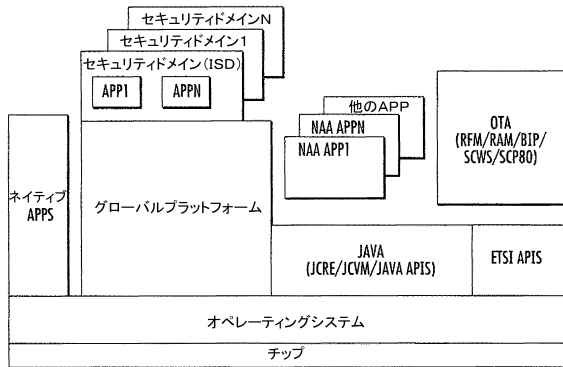 セキュリティドメインN
セキュリティドメイン1
セキュリティドメイン(ISD)
APP1
APPN
他のAPP
NAA APPN
NAA APP1
OTA
(RFM/RAM/BIP/
SCWS/SCP80)
ネイティブ
APPS
グローバルプラットフォーム
JAVA
(JCRE/JCVM/JAVA APIS)
ETSI APIS
オペレーティングシステム
チップ